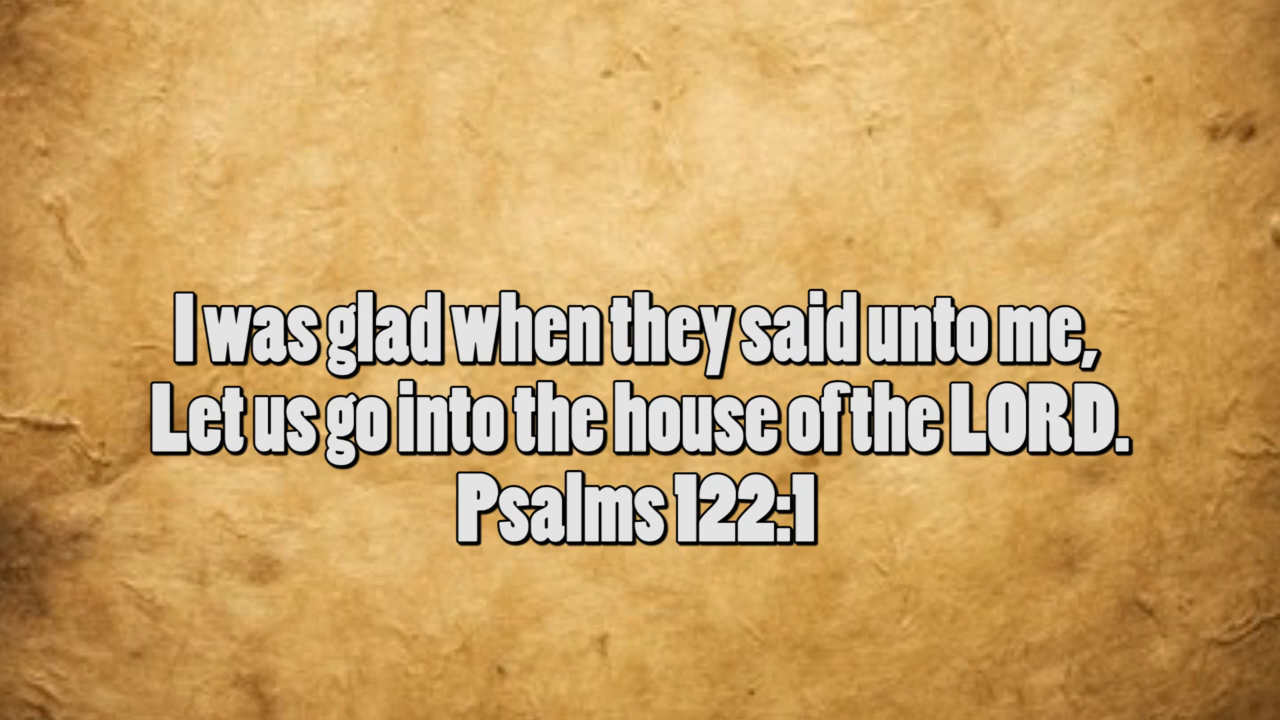 I was glad when they said unto me,
Let us go into the house of the LORD.
Psalms 122:1